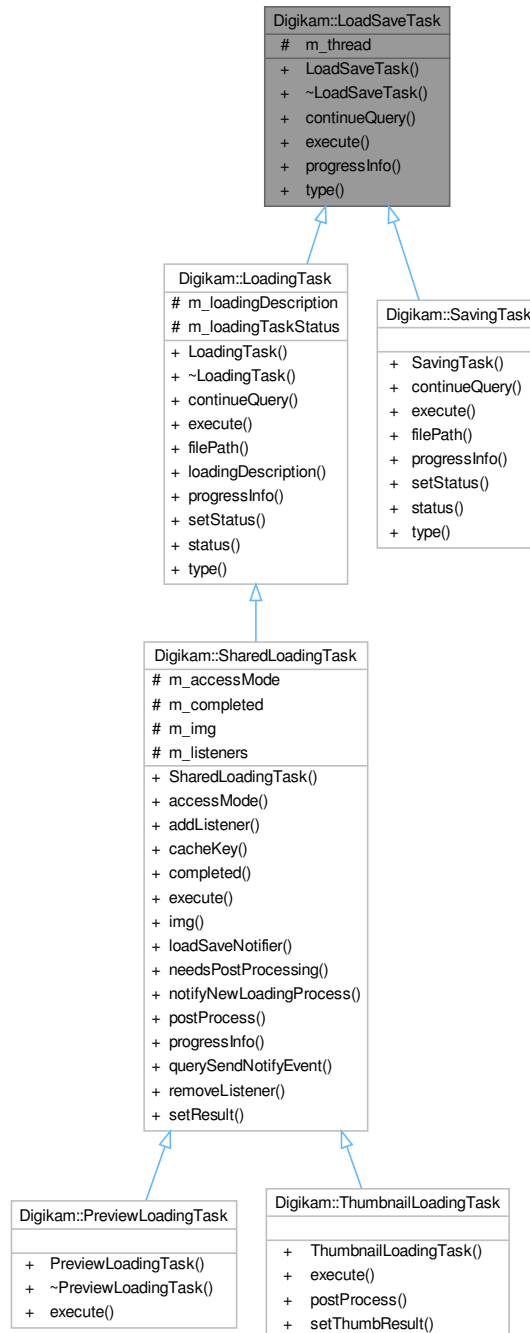 Digikam::LoadSaveTask
# m_thread
+ LoadSaveTask()
+ ~LoadSaveTask()
+ continueQuery()
+ execute()
+ progressInfo()
+ type()
Digikam::LoadingTask
# m_loadingDescription
# m_loadingTaskStatus
+ LoadingTask()
+ ~LoadingTask()
+ continueQuery()
+ execute()
+ filePath()
+ loadingDescription()
+ progressInfo()
+ setStatus()
+ status()
+ type()
Digikam::SavingTask
+ SavingTask()
+ continueQuery()
+ execute()
+ filePath()
+ progressInfo()
+ setStatus()
+ status()
+ type()
Digikam::SharedLoadingTask
# m_accessMode
# m_completed
# m_img
# m_listeners
+ SharedLoadingTask()
+ accessMode()
+ addListener()
+ cacheKey()
+ completed()
+ execute()
+ img()
+ loadSaveNotifier()
+ needsPostProcessing()
+ notifyNewLoadingProcess()
+ postProcess()
+ progressInfo()
+ querySendNotifyEvent()
+ removeListener()
+ setResult()
Digikam::PreviewLoadingTask
+ PreviewLoadingTask()
+ ~PreviewLoadingTask()
+ execute()
Digikam::ThumbnailLoadingTask
+ ThumbnailLoadingTask()
+ execute()
+ postProcess()
+ setThumbResult()